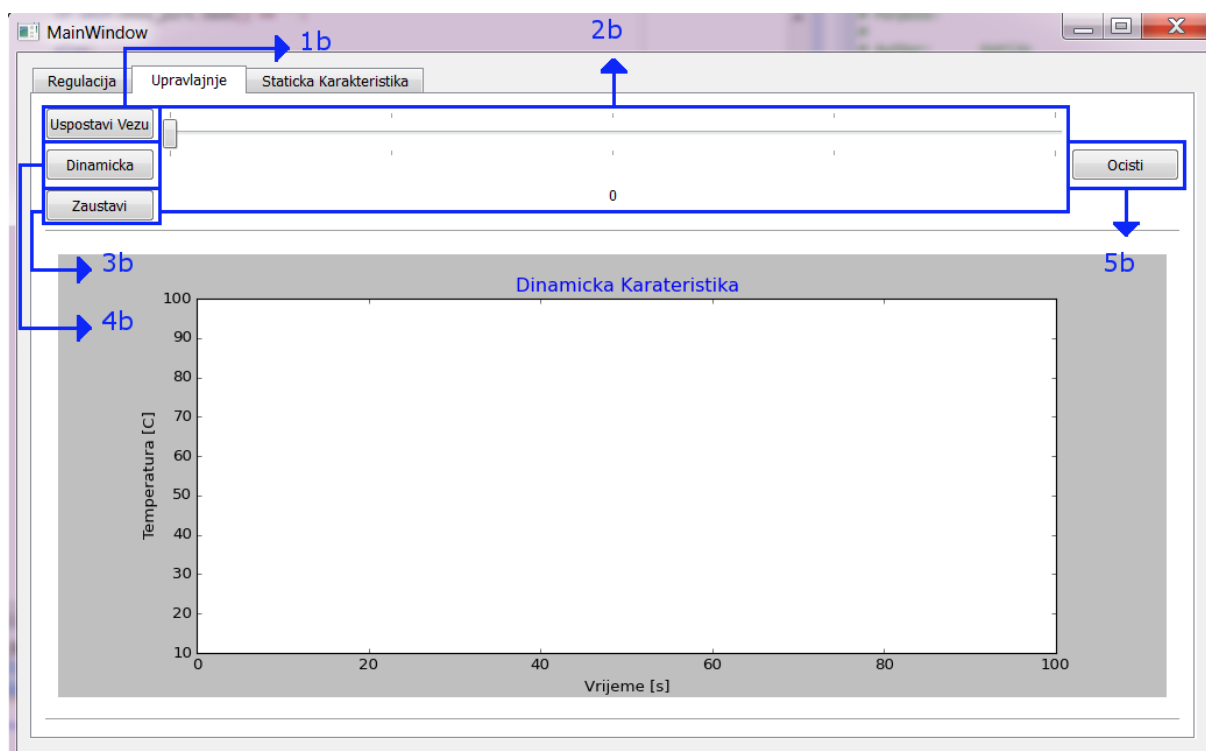 MainWindow
1b
2b
Regulacija
Upravlajnje
Staticka Karakteristika
Uspostavi Vezu
Dinamicka
Ocisti
Zaustavi
0
3b
5b
4b
Dinamicka Karateristika
100
90
80
70
60
50
40
30
20
10
Temperatura [C]
0 20 40 60 80 100
Vrijeme [s]